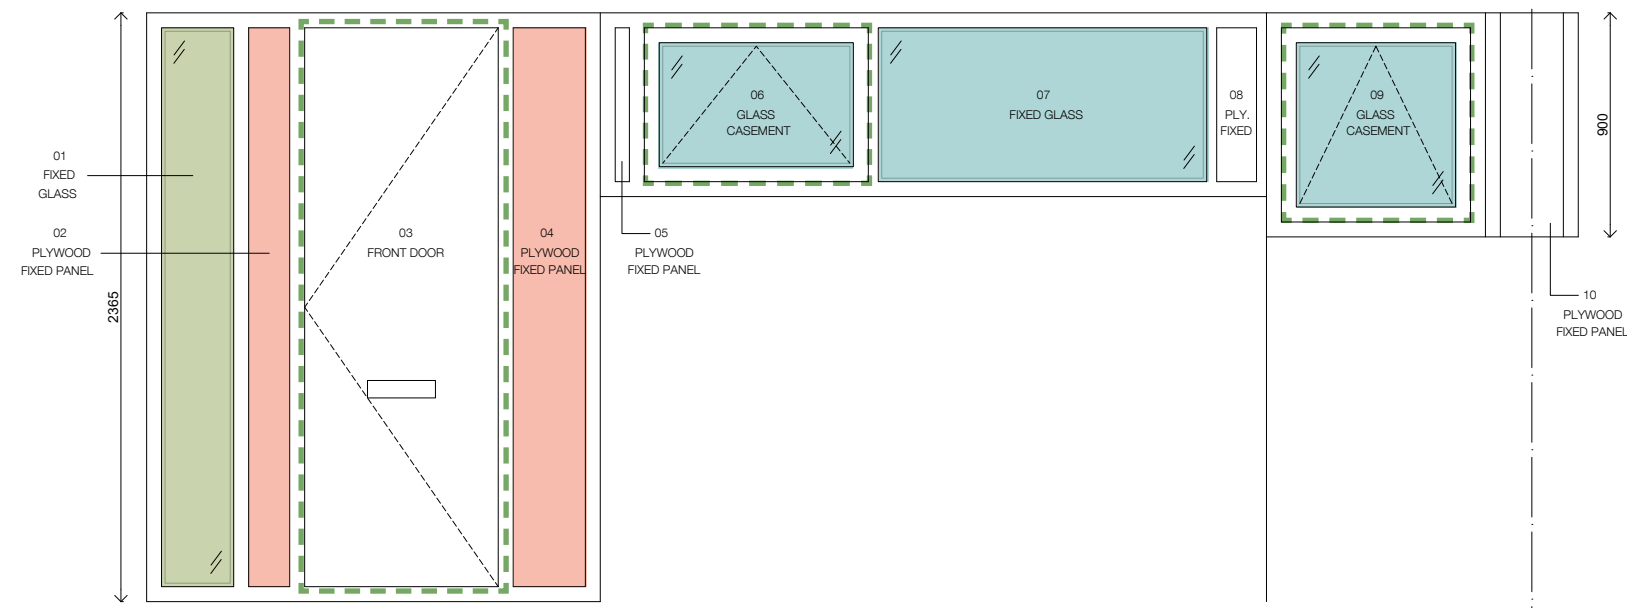 01
FIXED
GLASS
02
PLYWOOD
FIXED PANEL
2365
03
FRONT DOOR
04
PLYWOOD
FIXED PANEL
05
PLYWOOD
FIXED PANEL
06
GLASS
CASEMENT
07
FIXED GLASS
08
PLY.
FIXED
09
GLASS
CASEMENT
900
10
PLYWOOD
FIXED PANEL